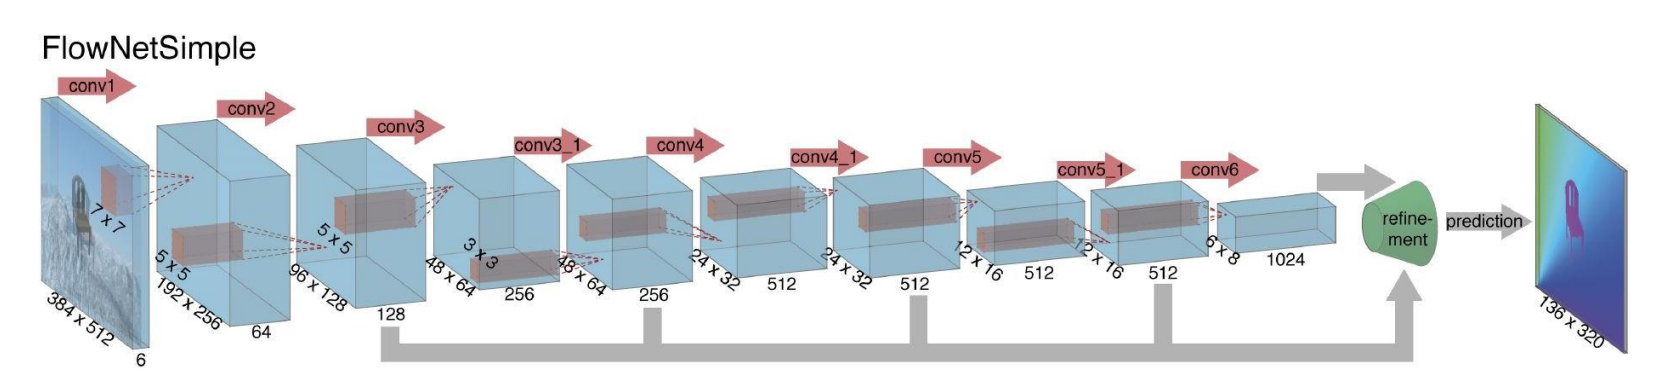 FlowNetSimple
conv1
conv2
conv3
conv3_1
conv4
conv4_1
conv5
conv5_1
conv6
7 x 7
5 x 5
5 x 5
3 x 3
384 x 512
6
192 x 256
64
96 x 128
128
48 x 64
256
48 x 64
256
24 x 32
512
24 x 32
512
12 x 16
512
12 x 16
512
6 x 8
1024
refine-
ment
prediction
136 x 320